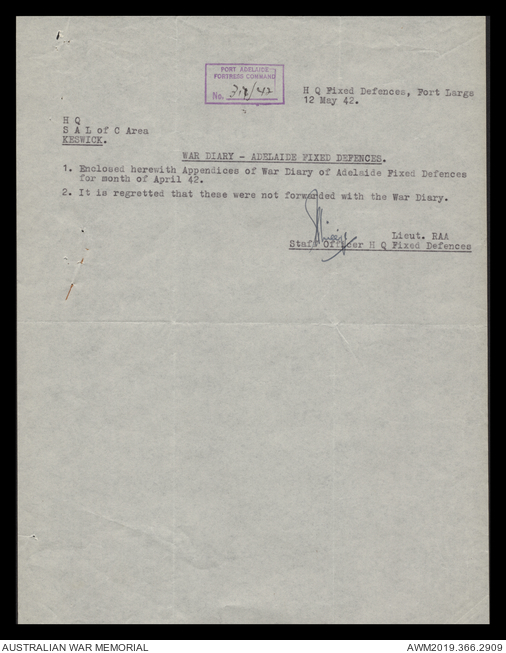 PORT ADELAIDE
FORTRESS COMMAND
No. /42
H Q Fixed Defences, Fort Largs
12 May 42.
H Q
S A L of C Area
KESWICK.
WAR DIARY - ADELAIDE FIXED DEFENCES.
1. Enclosed herewith Appendices of War Diary of Adelaide Fixed Defences
for month of April 42.
2. It is regretted that these were not forwarded with the War Diary.
Lieut. RAA
Staff Officer H Q Fixed Defences
AUSTRALIAN WAR MEMORIAL
AWM2019.366.2909